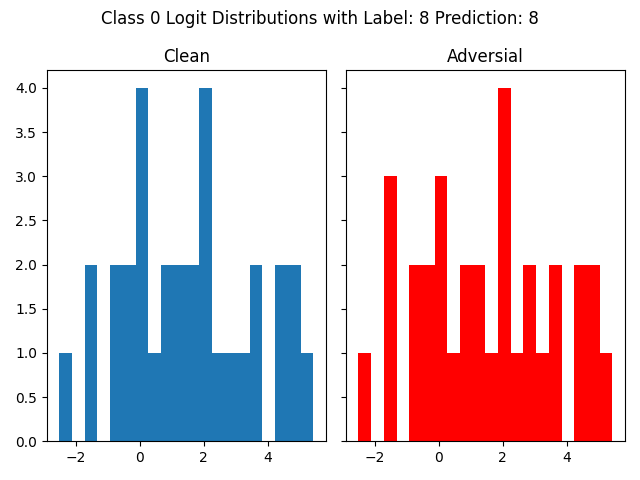 Class 0 Logit Distributions with Label: 8 Prediction: 8
Clean
Adversial
4.0
3.5
3.0
2.5
2.0
1.5
1.0
0.5
0.0
−2 0 2 4
−2 0 2 4